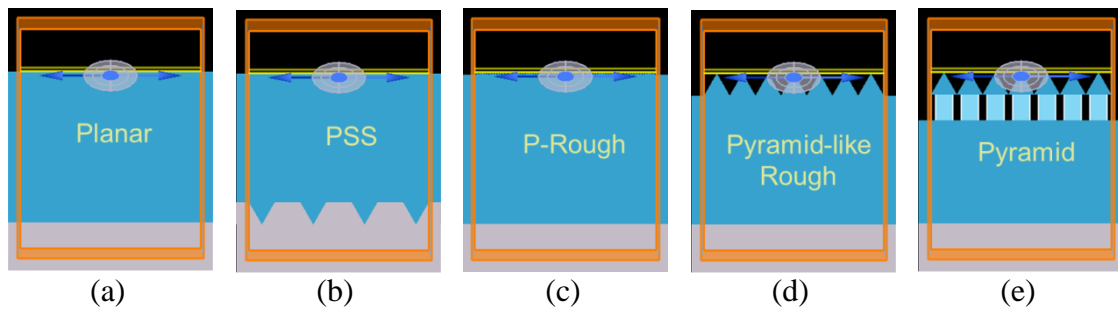 Planar
PSS
P-Rough
Pyramid-like
Rough
Pyramid
(a)
(b)
(c)
(d)
(e)